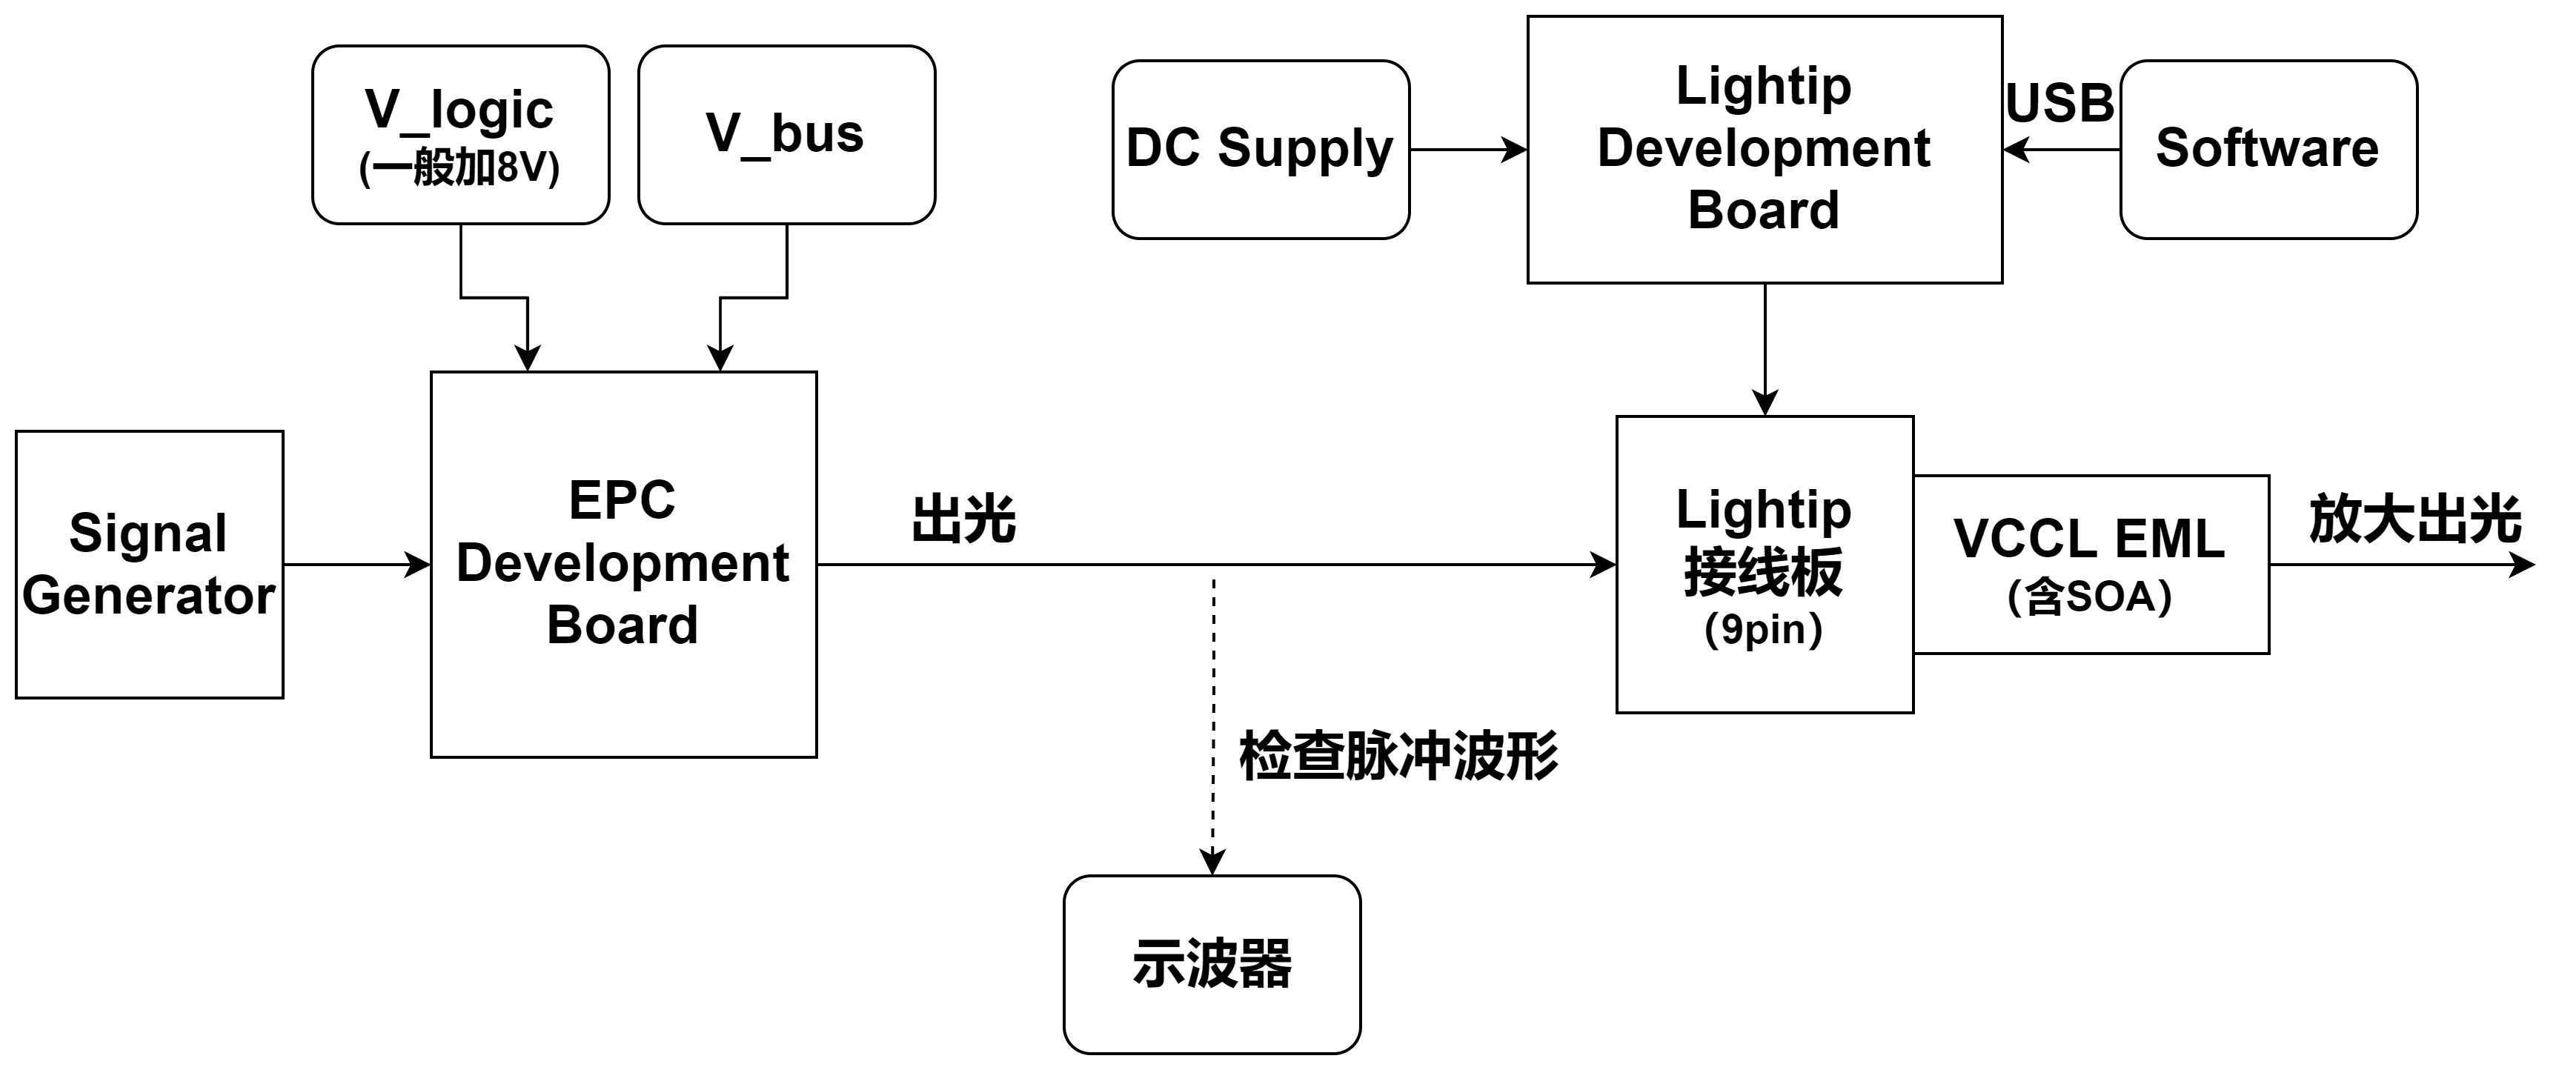 V_logic
(一般加8V)
V_bus
DC Supply
Lightip
Development
Board
USB
Software
Signal
Generator
EPC
Development
Board
出光
Lightip
接线板
（9pin）
VCCL EML
（含SOA）
放大出光
检查脉冲波形
示波器